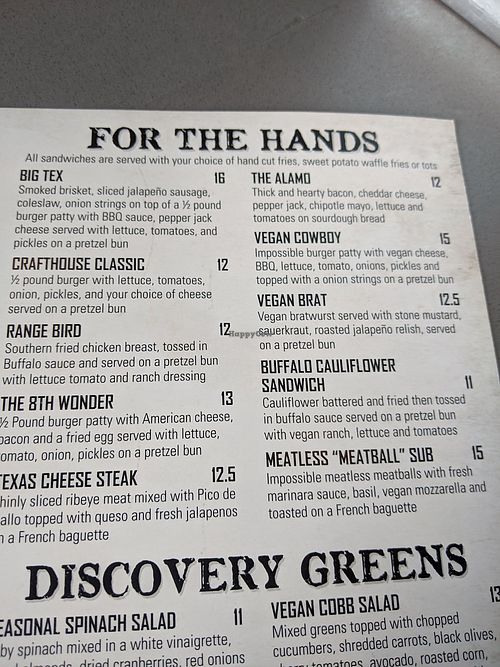 FOR THE HANDS
All sandwiches are served with your choice of hand cut fries, sweet potato waffle fries or tots
BIG TEX 16
Smoked brisket, sliced jalapeño sausage,
coleslaw, onion strings on top of a ½ pound
burger patty with BBQ sauce, pepper jack
cheese served with lettuce, tomatoes, and
pickles on a pretzel bun
CRAFTHOUSE CLASSIC 12
½ pound burger with lettuce, tomatoes,
onion, pickles, and your choice of cheese
served on a pretzel bun
RANGE BIRD 12
Southern fried chicken breast, tossed in
Buffalo sauce and served on a pretzel bun
with lettuce tomato and ranch dressing
THE 8TH WONDER 13
½ Pound burger patty with American cheese,
bacon and a fried egg served with lettuce,
tomato, onion, pickles on a pretzel bun
TEXAS CHEESE STEAK 12.5
hinly sliced ribeye meat mixed with Pico de
allo topped with queso and fresh jalapenos
n a French baguette
THE ALAMO 12
Thick and hearty bacon, cheddar cheese,
pepper jack, chipotle mayo, lettuce and
tomatoes on sourdough bread
VEGAN COWBOY 15
Impossible burger patty with vegan cheese,
BBQ, lettuce, tomato, onions, pickles and
topped with a onion strings on a pretzel bun
VEGAN BRAT 12.5
Vegan bratwurst served with stone mustard,
sauerkraut, roasted jalapeño relish, served
on a pretzel bun
BUFFALO CAULIFLOWER
SANDWICH 11
Cauliflower battered and fried then tossed
in buffalo sauce served on a pretzel bun
with vegan ranch, lettuce and tomatoes
MEATLESS "MEATBALL" SUB 15
Impossible meatless meatballs with fresh
marinara sauce, basil, vegan mozzarella and
toasted on a French baguette
HappyCow
DISCOVERY GREENS
EASONAL SPINACH SALAD 11
by spinach mixed in a white vinaigrette,
almonds, dried cranberries, red onions
VEGAN COBB SALAD 13
Mixed greens topped with chopped
cucumbers, shredded carrots, black olives,
cherry tomatoes, avocado, roasted corn,